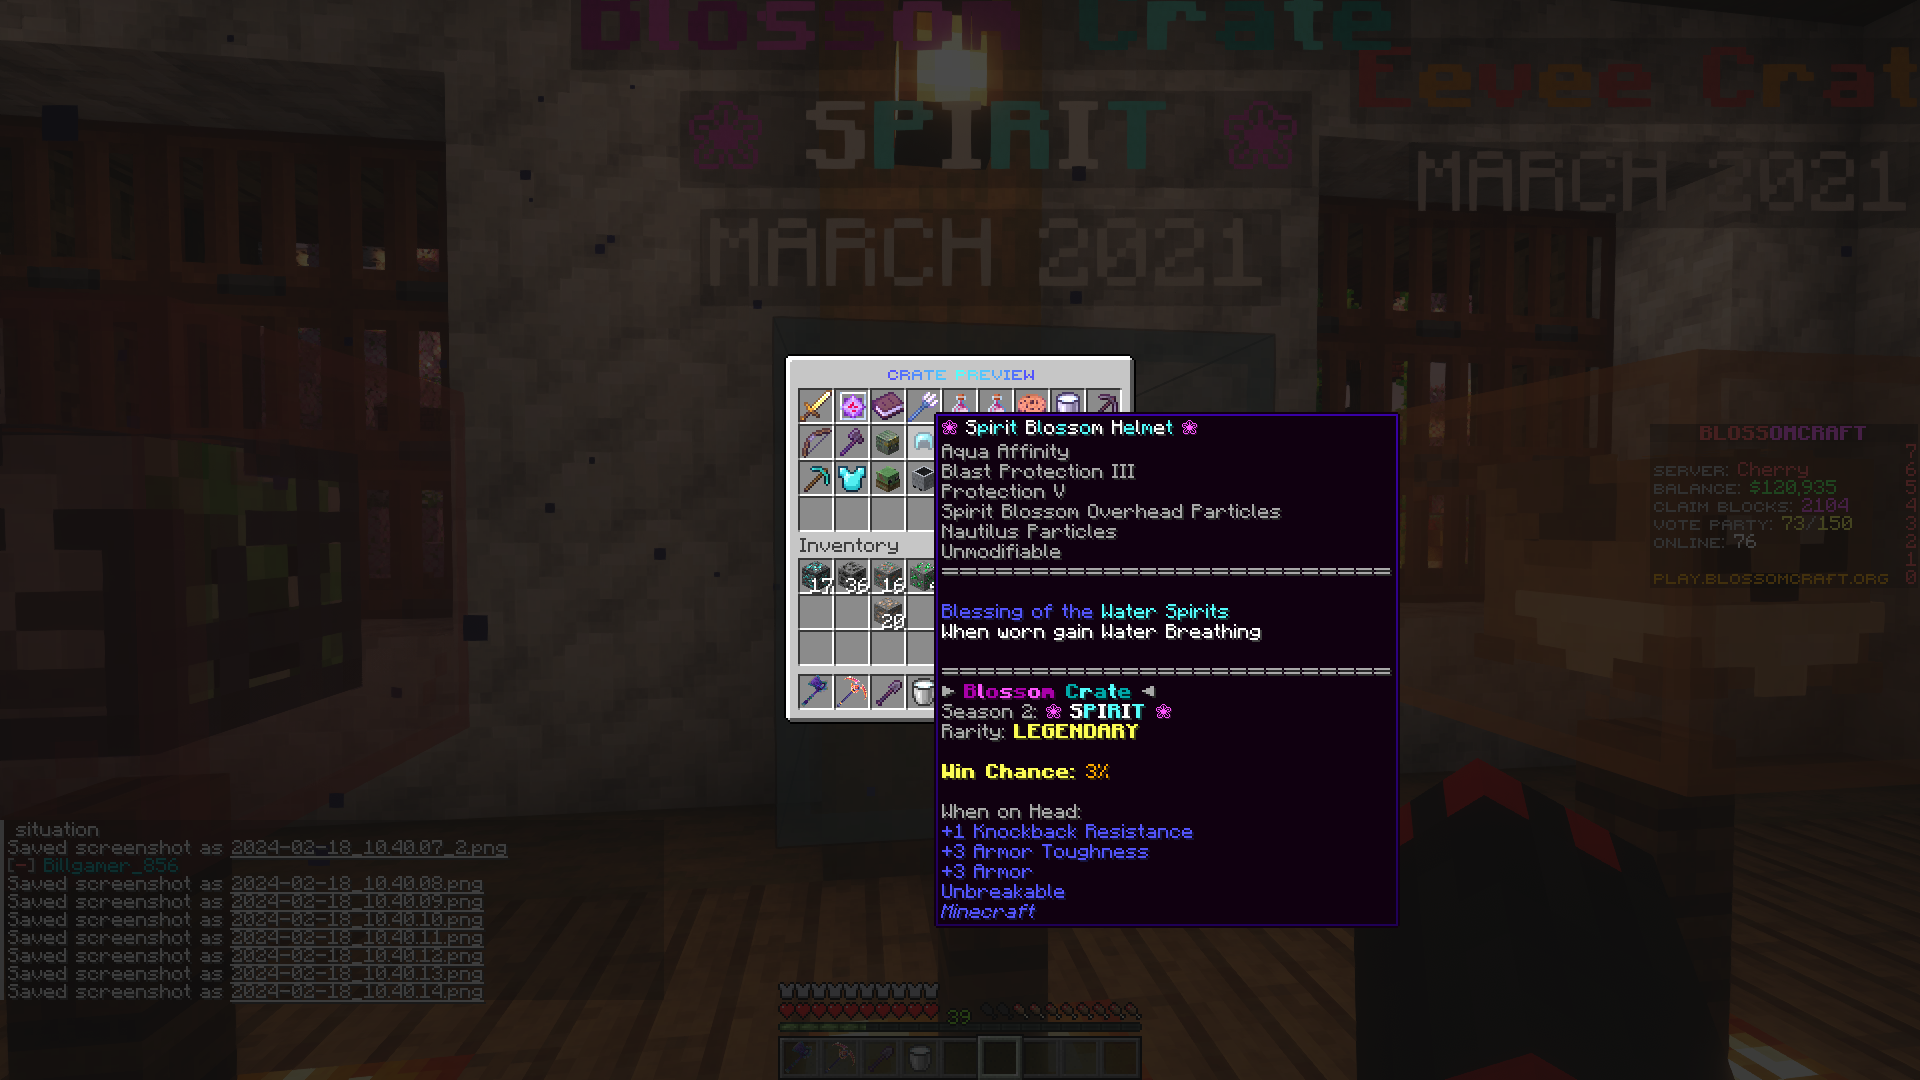 Blossom Crate
Eevee Crat
❀ SPIRIT ❀
MARCH 2021
MARCH 2021
CRATE PREVIEW
❀ Spirit Blossom Helmet ❀
Aqua Affinity
Blast Protection III
Protection V
Spirit Blossom Overhead Particles
Nautilus Particles
Unmodifiable
============================
Blessing of the Water Spirits
When worn gain Water Breathing
============================
▶ Blossom Crate ◀
Season 2: ❀ SPIRIT ❀
Rarity: LEGENDARY
Win Chance: 3%
When on Head:
+1 Knockback Resistance
+3 Armor Toughness
+3 Armor
Unbreakable
Minecraft
Inventory
17 36 16
20
BLOSSOMCRAFT
7
SERVER: Cherry 6
BALANCE: $120,935 5
CLAIM BLOCKS: 2104 4
VOTE PARTY: 73/150 3
ONLINE: 76 2
1
PLAY.BLOSSOMCRAFT.ORG 0
situation
Saved screenshot as 2024-02-18_10.40.07_2.png
[-] Billgamer_856
Saved screenshot as 2024-02-18_10.40.08.png
Saved screenshot as 2024-02-18_10.40.09.png
Saved screenshot as 2024-02-18_10.40.10.png
Saved screenshot as 2024-02-18_10.40.11.png
Saved screenshot as 2024-02-18_10.40.12.png
Saved screenshot as 2024-02-18_10.40.13.png
Saved screenshot as 2024-02-18_10.40.14.png
39